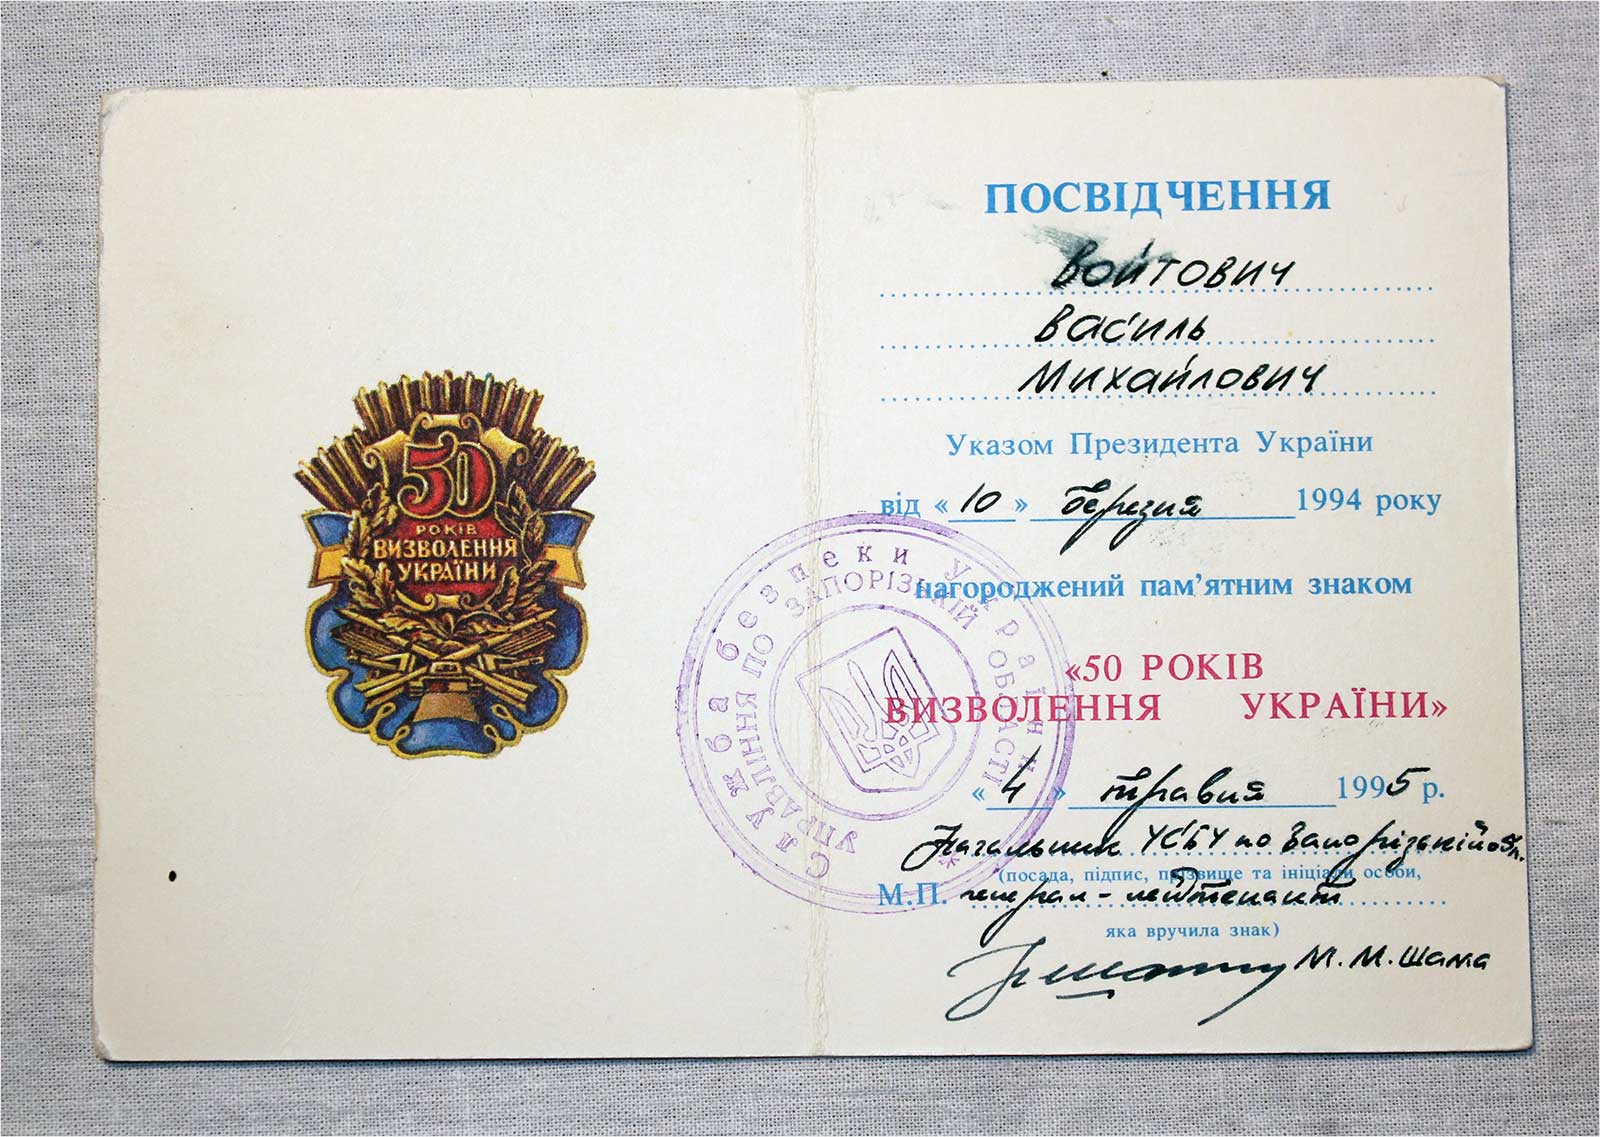 50
РОКІВ
ВИЗВОЛЕННЯ
УКРАЇНИ
ПОСВІДЧЕННЯ
Войтович
Василь
Михайлович
Указом Президента України
від «10» березня 1994 року
нагороджений пам’ятним знаком
«50 РОКІВ
ВИЗВОЛЕННЯ УКРАЇНИ»
«4» травня 1995 р.
Начальник УСБУ по Запорізькій обл.
(посада, підпис, прізвище та ініціали особи,
М.П. генерал-лейтенант
яка вручила знак)
М.М. Шама
Служба безпеки України
УПРАВЛІННЯ ПО ЗАПОРІЗЬКІЙ ОБЛАСТІ